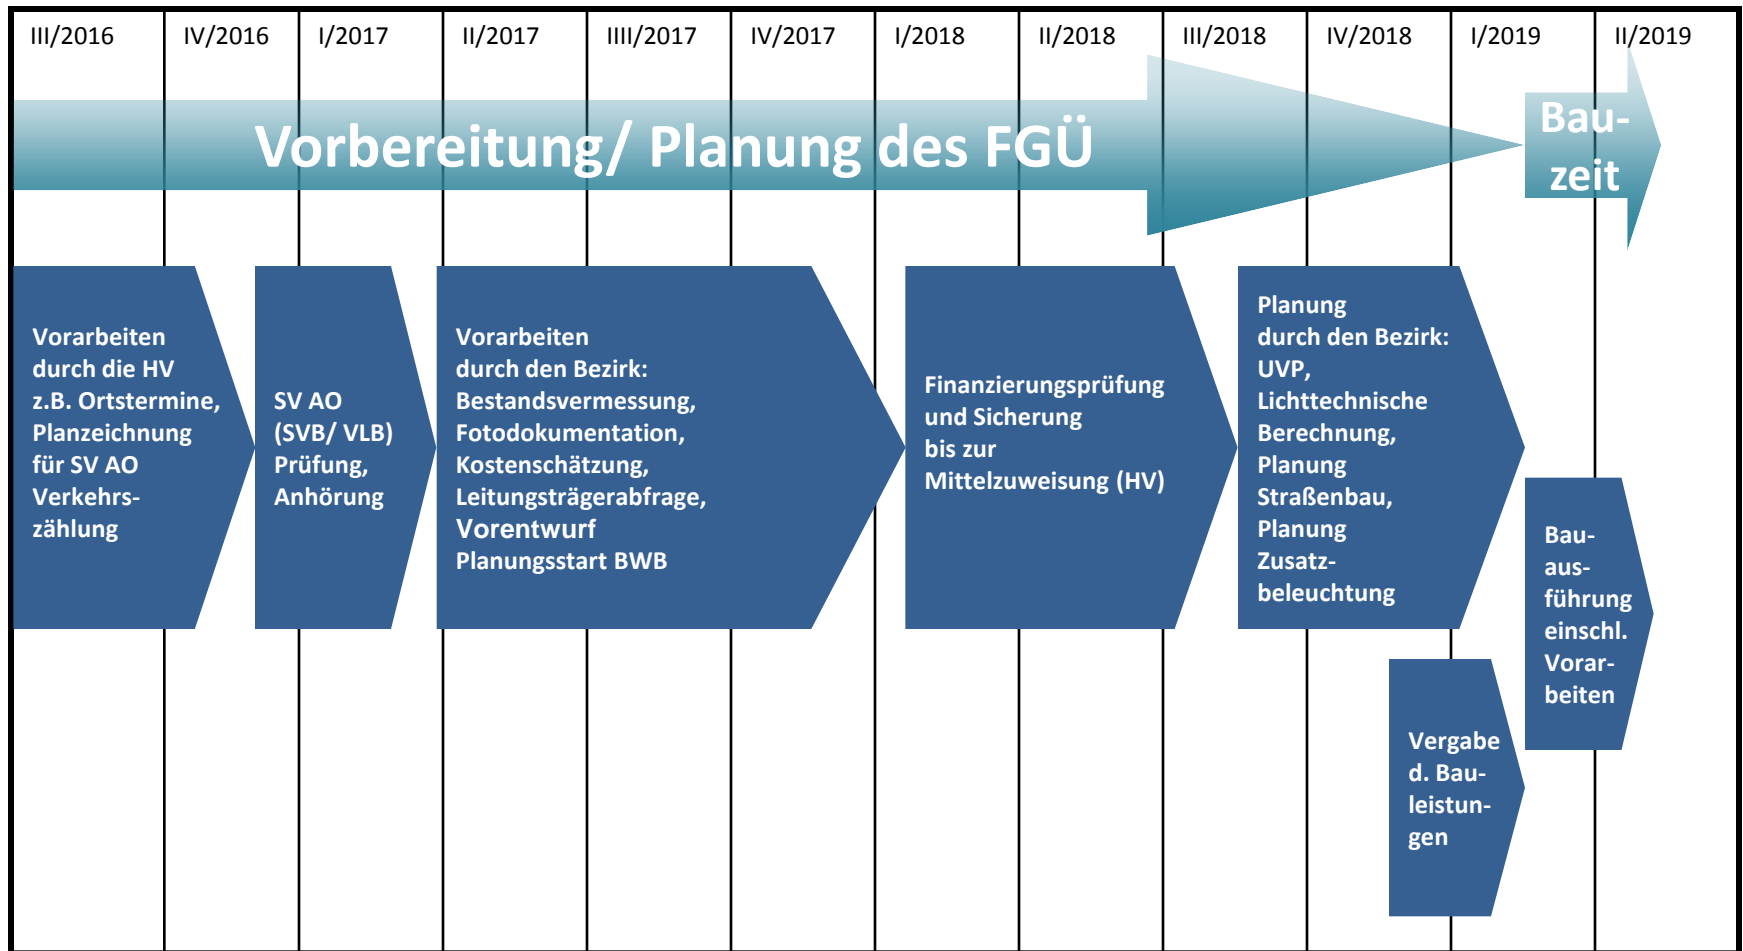 III/2016 IV/2016 I/2017 II/2017 IIII/2017 IV/2017 I/2018 II/2018 III/2018 IV/2018 I/2019 II/2019
Vorbereitung/ Planung des FGÜ
Bau-
zeit
Vorarbeiten
durch die HV
z.B. Ortstermine,
Planzeichnung
für SV AO
Verkehrs-
zählung
SV AO
(SVB/ VLB)
Prüfung,
Anhörung
Vorarbeiten
durch den Bezirk:
Bestandsvermessung,
Fotodokumentation,
Kostenschätzung,
Leitungsträgerabfrage,
Vorentwurf
Planungsstart BWB
Finanzierungsprüfung
und Sicherung
bis zur
Mittelzuweisung (HV)
Planung
durch den Bezirk:
UVP,
Lichttechnische
Berechnung,
Planung
Straßenbau,
Planung
Zusatz-
beleuchtung
Vergabe
d. Bau-
leistun-
gen
Bau-
aus-
führung
einschl.
Vorar-
beiten